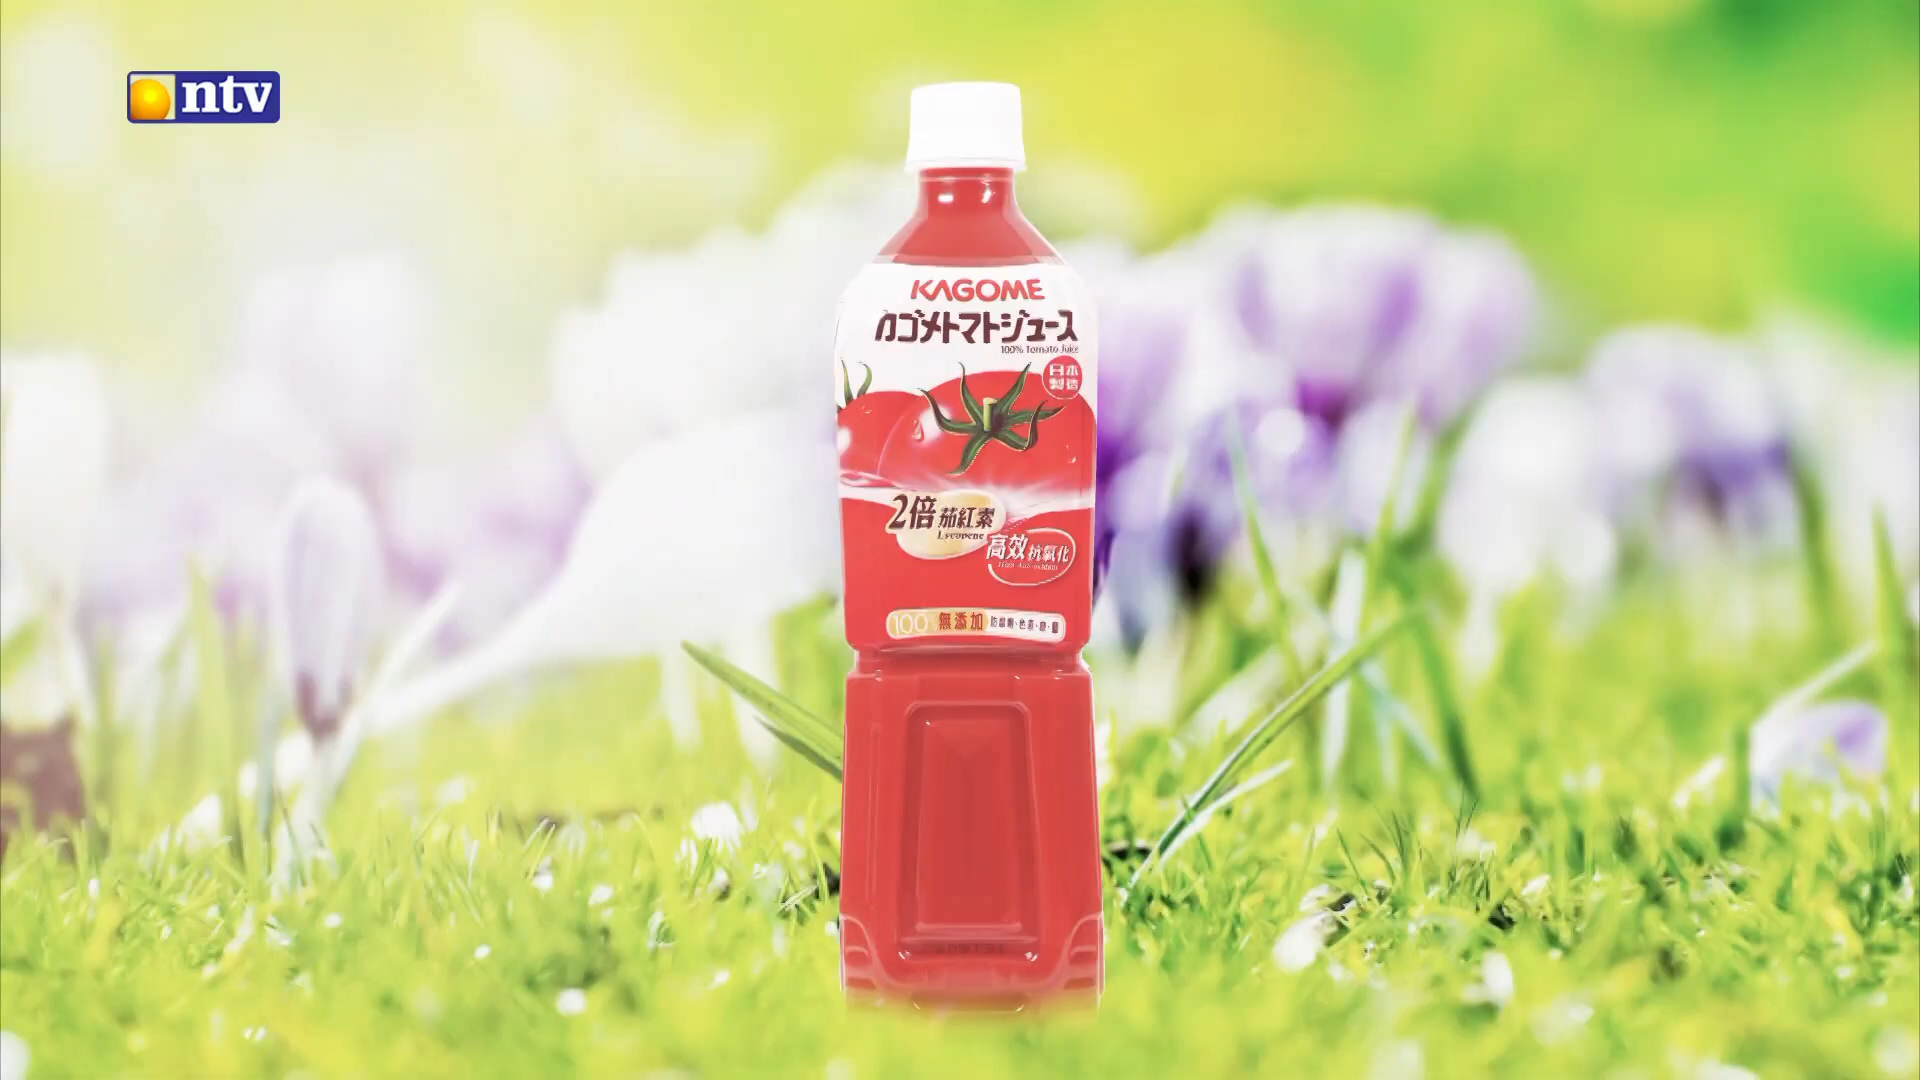 ntv
KAGOME
カゴメトマトジュース
100% Tomato Juice
日本
製造
2倍茄紅素
Lycopene
高效抗氧化
100 無添加